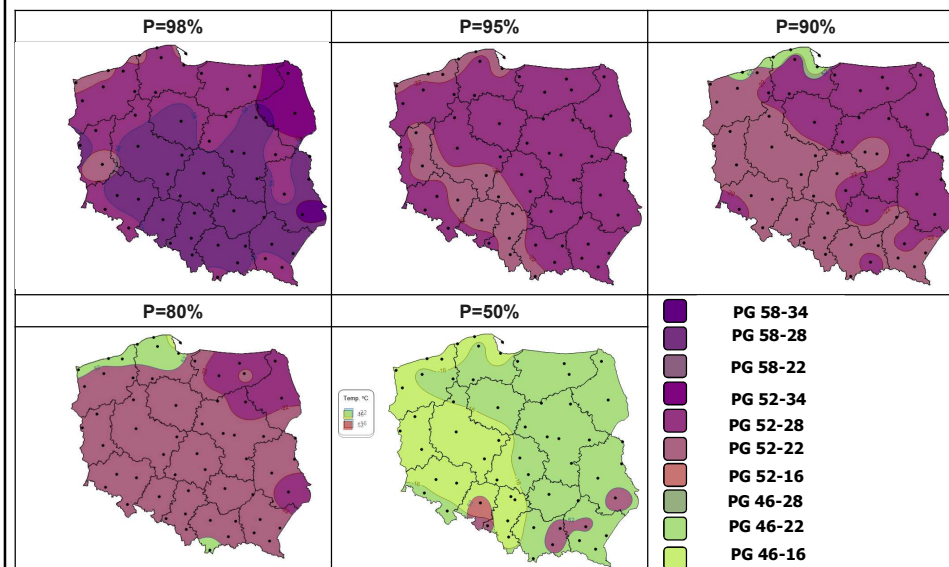 P=98%
P=95%
P=90%
P=80%
P=50%
Temp. °C
PG 58-34
PG 58-28
PG 58-22
PG 52-34
PG 52-28
PG 52-22
PG 52-16
PG 46-28
PG 46-22
PG 46-16